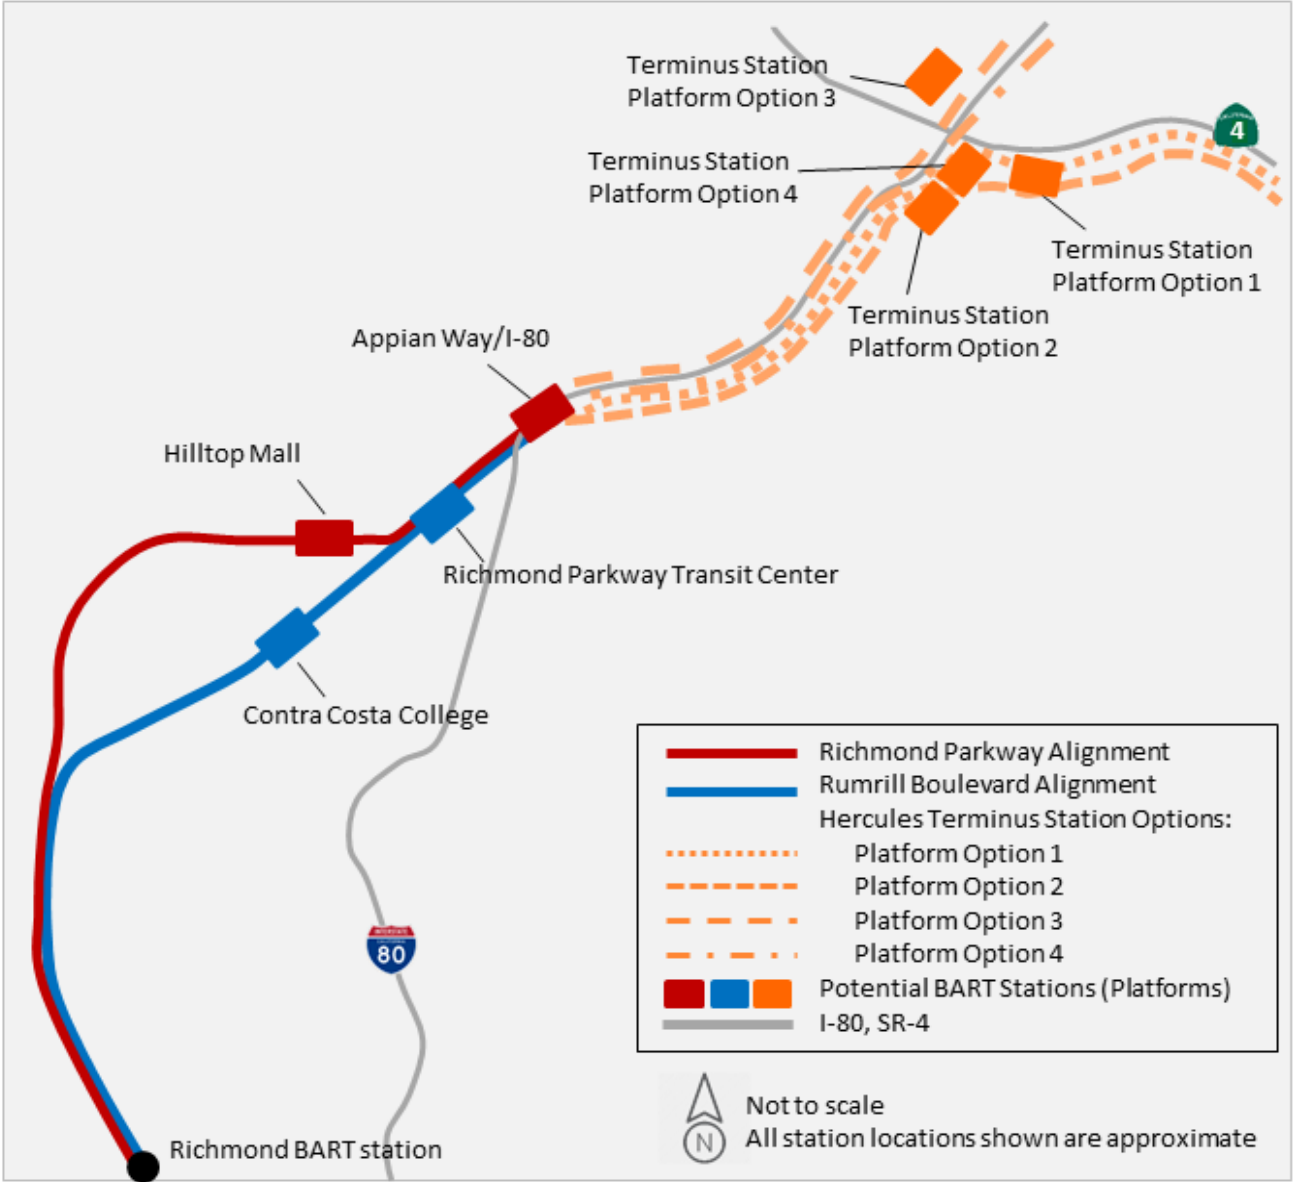 Terminus Station
Platform Option 3
4
Terminus Station
Platform Option 4
Terminus Station
Platform Option 1
Terminus Station
Platform Option 2
Appian Way/I-80
Hilltop Mall
Richmond Parkway Transit Center
Contra Costa College
Richmond Parkway Alignment
Rumrill Boulevard Alignment
Hercules Terminus Station Options:
Platform Option 1
Platform Option 2
Platform Option 3
Platform Option 4
Potential BART Stations (Platforms)
I-80, SR-4
INTERSTATE
80
Not to scale
N
All station locations shown are approximate
Richmond BART station